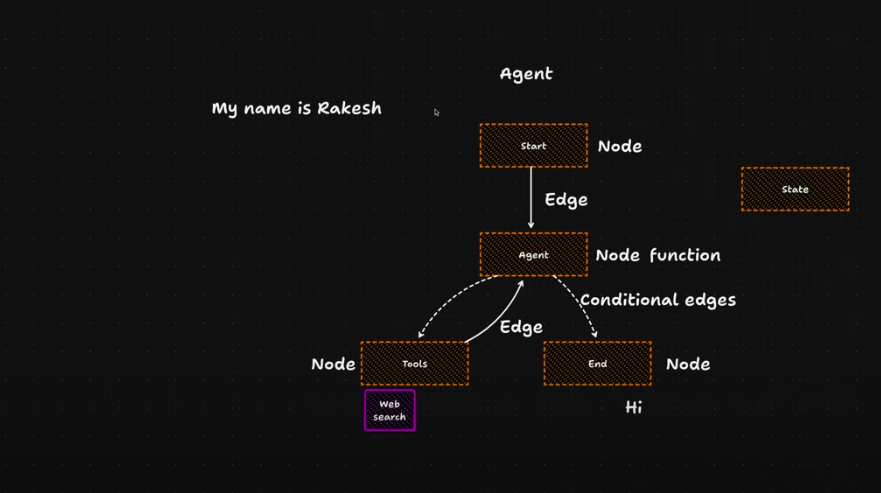 Agent
My name is Rakesh
Start
Node
Edge
State
Agent
Node function
Conditional edges
Edge
Node
Tools
End
Node
Web
search
Hi